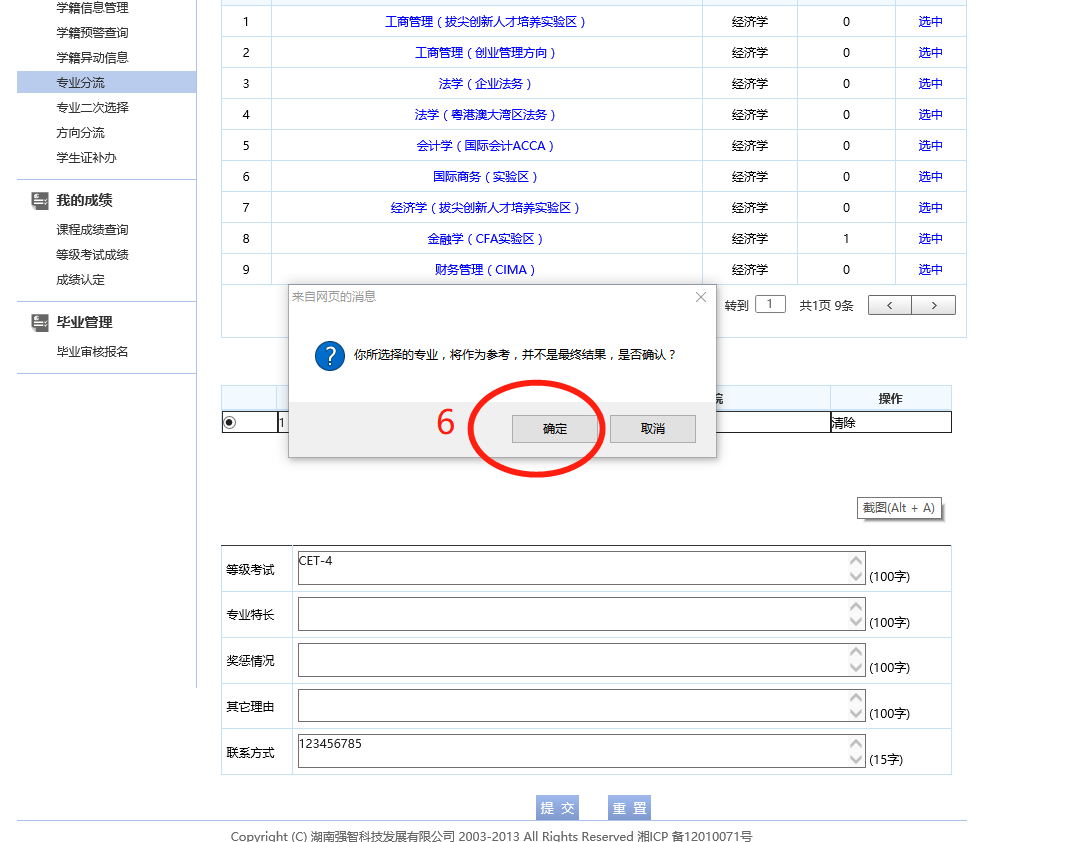 学籍信息管理
学籍预警查询
学籍异动信息
专业分流
专业二次选择
方向分流
学生证补办
我的成绩
课程成绩查询
等级考试成绩
成绩认定
毕业管理
毕业审核报名
1 工商管理（拔尖创新人才培养实验区） 经济学 0 选中
2 工商管理（创业管理方向） 经济学 0 选中
3 法学（企业法务） 经济学 0 选中
4 法学（粤港澳大湾区法务） 经济学 0 选中
5 会计学（国际会计ACCA） 经济学 0 选中
6 国际商务（实验区） 经济学 0 选中
7 经济学（拔尖创新人才培养实验区） 经济学 0 选中
8 金融学（CFA实验区） 经济学 1 选中
9 财务管理（CIMA） 经济学 0 选中
转到 1 共1页 9条 < >
来自网页的消息
? 你所选择的专业，将作为参考，并不是最终结果，是否确认？
6 确定 取消
操作
1 清除
截图(Alt + A)
等级考试 CET-4 (100字)
专业特长 (100字)
奖惩情况 (100字)
其它理由 (100字)
联系方式 123456785 (15字)
提 交 重 置
Copyright (C) 湖南强智科技发展有限公司 2003-2013 All Rights Reserved 湘ICP 备12010071号